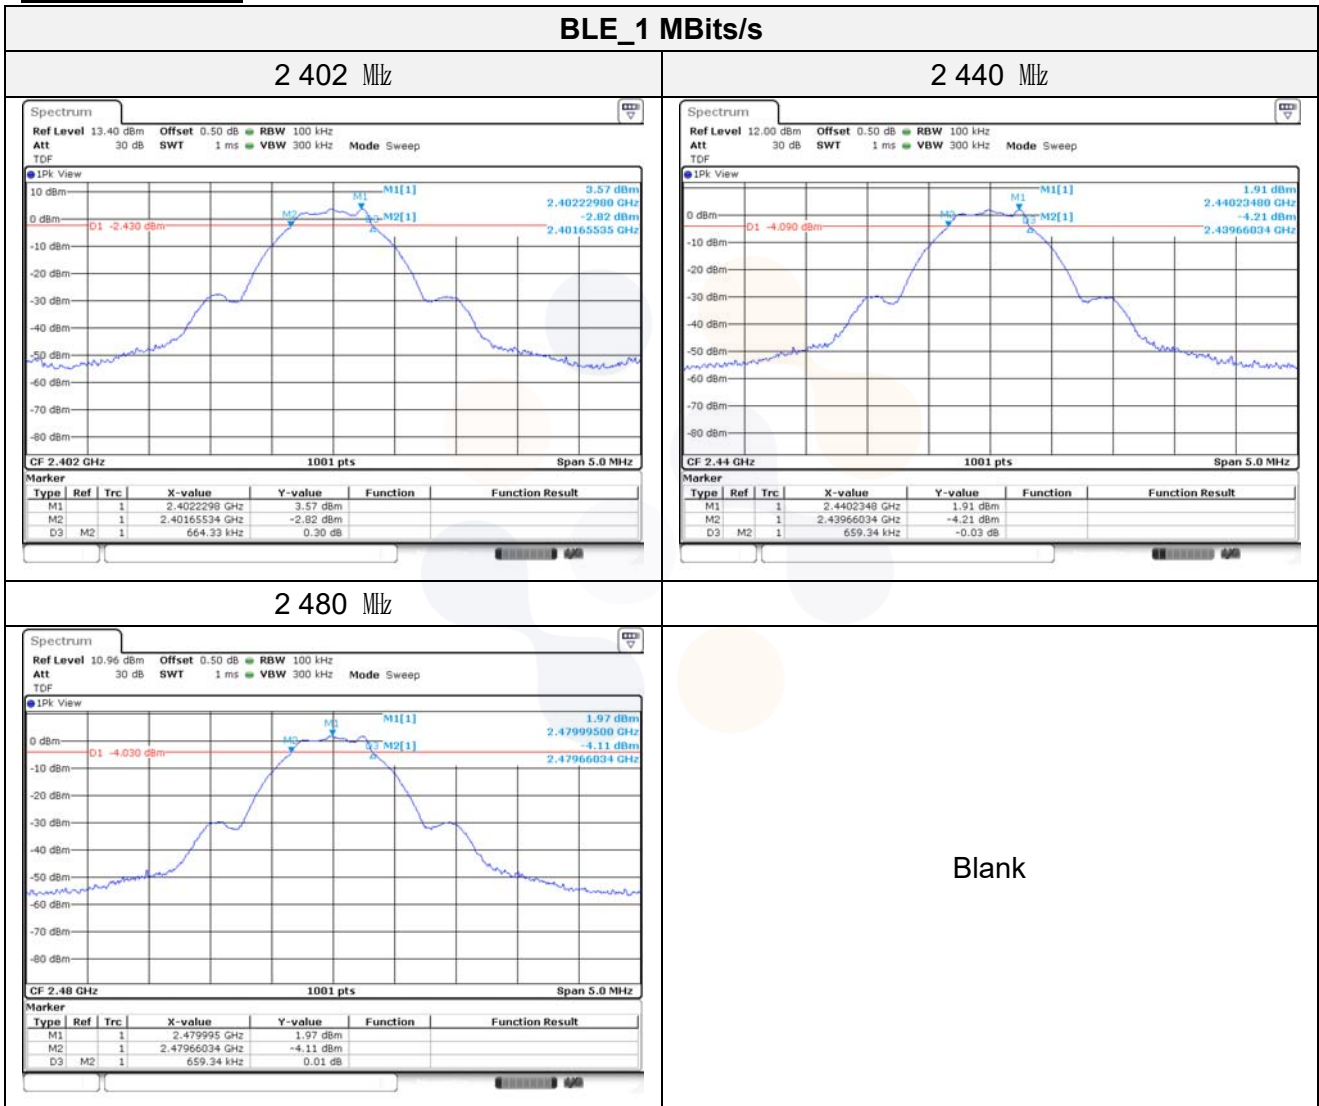 BLE_1 MBits/s
2 402 ㎒
2 440 ㎒
Spectrum
Ref Level 13.40 dBm Offset 0.50 dB RBW 100 kHz
Att 30 dB SWT 1 ms VBW 300 kHz Mode Sweep
TDF
1Pk View
M1[1] 3.57 dBm
2.40222980 GHz
M2[1] -2.82 dBm
2.40165535 GHz
M1
M2
D3
10 dBm
0 dBm
D1 -2.430 dBm
-10 dBm
-20 dBm
-30 dBm
-40 dBm
-50 dBm
-60 dBm
-70 dBm
-80 dBm
CF 2.402 GHz 1001 pts Span 5.0 MHz
Marker
Type Ref Trc X-value Y-value Function Function Result
M1 1 2.4022298 GHz 3.57 dBm
M2 1 2.40165534 GHz -2.82 dBm
D3 M2 1 664.33 kHz 0.30 dB
Spectrum
Ref Level 12.00 dBm Offset 0.50 dB RBW 100 kHz
Att 30 dB SWT 1 ms VBW 300 kHz Mode Sweep
TDF
1Pk View
M1[1] 1.91 dBm
2.44023480 GHz
M2[1] -4.21 dBm
2.43966034 GHz
M1
M2
D3
0 dBm
D1 -4.090 dBm
-10 dBm
-20 dBm
-30 dBm
-40 dBm
-50 dBm
-60 dBm
-70 dBm
-80 dBm
CF 2.44 GHz 1001 pts Span 5.0 MHz
Marker
Type Ref Trc X-value Y-value Function Function Result
M1 1 2.4402348 GHz 1.91 dBm
M2 1 2.43966034 GHz -4.21 dBm
D3 M2 1 659.34 kHz -0.03 dB
2 480 ㎒
Spectrum
Ref Level 10.96 dBm Offset 0.50 dB RBW 100 kHz
Att 30 dB SWT 1 ms VBW 300 kHz Mode Sweep
TDF
1Pk View
M1[1] 1.97 dBm
2.47999500 GHz
M2[1] -4.11 dBm
2.47966034 GHz
M1
M2
D3
0 dBm
D1 -4.030 dBm
-10 dBm
-20 dBm
-30 dBm
-40 dBm
-50 dBm
-60 dBm
-70 dBm
-80 dBm
CF 2.48 GHz 1001 pts Span 5.0 MHz
Marker
Type Ref Trc X-value Y-value Function Function Result
M1 1 2.479995 GHz 1.97 dBm
M2 1 2.47966034 GHz -4.11 dBm
D3 M2 1 659.34 kHz 0.01 dB
Blank